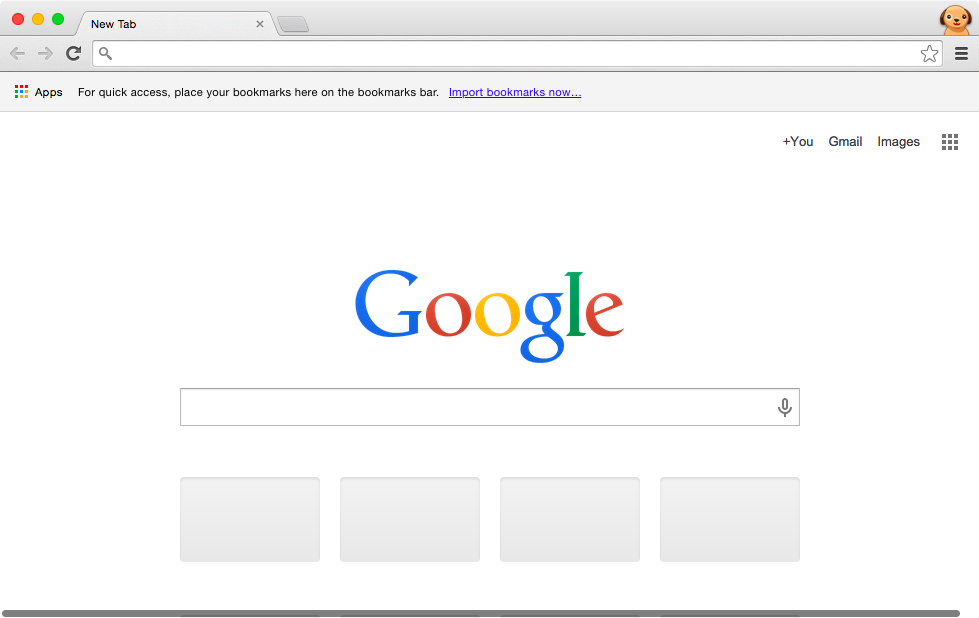 New Tab
Apps For quick access, place your bookmarks here on the bookmarks bar. Import bookmarks now...
+You Gmail Images
Google